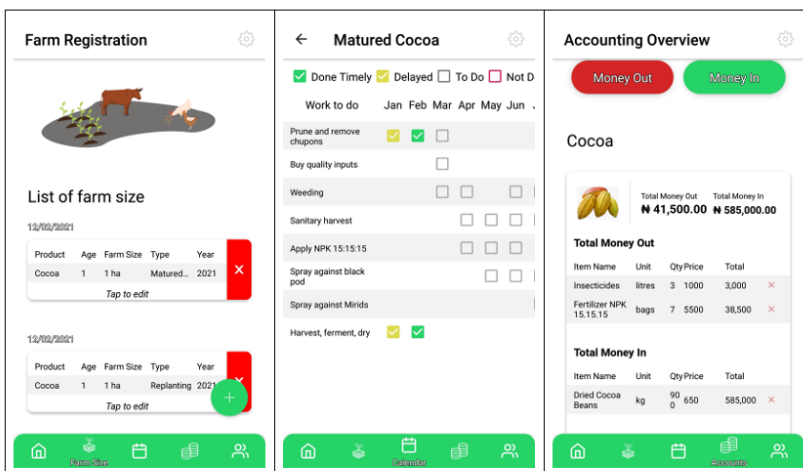 Farm Registration
List of farm size
12/02/2021
Product Age Farm Size Type Year
Cocoa 1 1 ha Matured... 2021
X
Tap to edit
12/02/2021
Product Age Farm Size Type Year
Cocoa 1 1 ha Replanting 2021
Tap to edit
+
Farm Size
← Matured Cocoa
Done Timely Delayed To Do Not D
Work to do Jan Feb Mar Apr May Jun
Prune and remove
chupons
Buy quality inputs
Weeding
Sanitary harvest
Apply NPK 15:15:15
Spray against black
pod
Spray against Mirids
Harvest, ferment, dry
Calendar
Accounting Overview
Money Out Money In
Cocoa
Total Money Out Total Money In
₦ 41,500.00 ₦ 585,000.00
Total Money Out
Item Name Unit Qty Price Total
Insecticides litres 3 1000 3,000 ×
Fertilizer NPK
15.15.15 bags 7 5500 38,500 ×
Total Money In
Item Name Unit Qty Price Total
Dried Cocoa
Beans kg 90
0 650 585,000 ×
Accounts